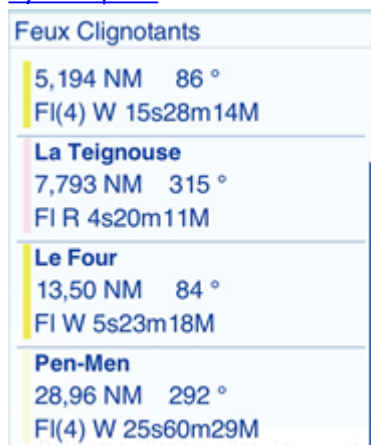 Feux Clignotants
5,194 NM 86 °
Fl(4) W 15s28m14M
La Teignouse
7,793 NM 315 °
Fl R 4s20m11M
Le Four
13,50 NM 84 °
Fl W 5s23m18M
Pen-Men
28,96 NM 292 °
Fl(4) W 25s60m29M